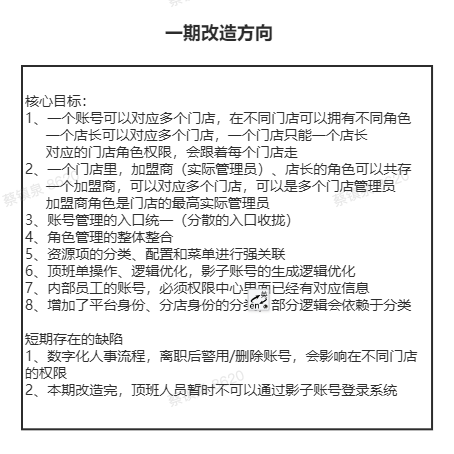 一期改造方向
核心目标：
1、一个账号可以对应多个门店，在不同门店可以拥有不同角色
一个店长可以对应多个门店，一个门店只能一个店长
对应的门店角色权限，会跟着每个门店走
2、一个门店里，加盟商（实际管理员）、店长的角色可以共存
一个加盟商，可以对应多个门店，可以是多个门店管理员
加盟商角色是门店的最高实际管理员
3、账号管理的入口统一（分散的入口收拢）
4、角色管理的整体整合
5、资源项的分类、配置和菜单进行强关联
6、顶班单操作、逻辑优化，影子账号的生成逻辑优化
7、内部员工的账号，必须权限中心里面已经有对应信息
8、增加了平台身份、分店身份的分类 部分逻辑会依赖于分类
短期存在的缺陷
1、数字化人事流程，离职后警用/删除账号，会影响在不同门店
的权限
2、本期改造完，顶班人员暂时不可以通过影子账号登录系统